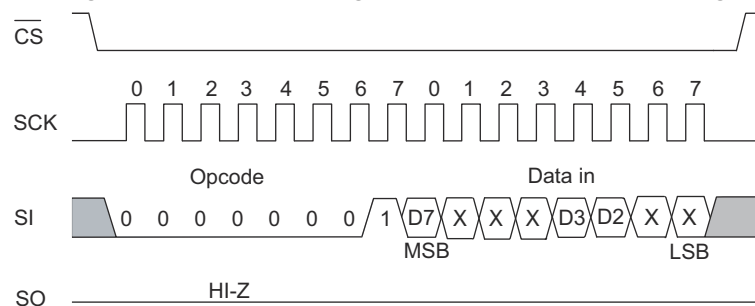 CS
0 1 2 3 4 5 6 7 0 1 2 3 4 5 6 7
SCK
Opcode Data in
SI 0 0 0 0 0 0 0 1 D7 X X X D3 D2 X X
MSB LSB
HI-Z
SO